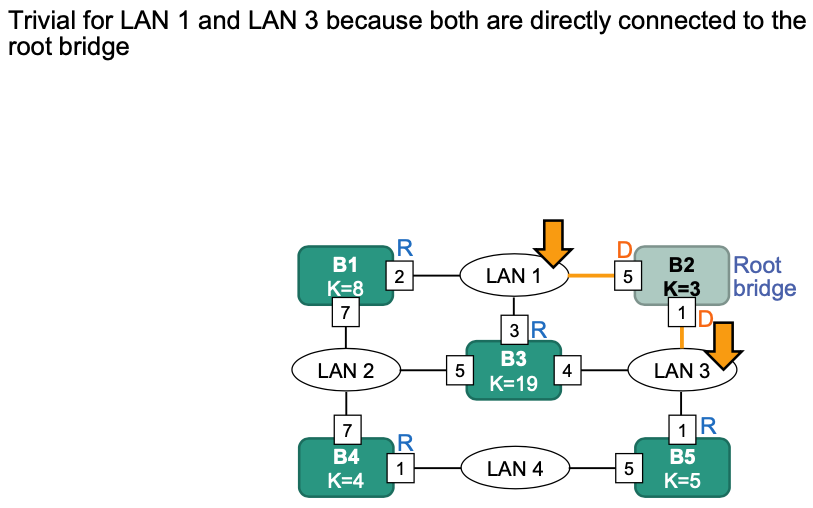 Trivial for LAN 1 and LAN 3 because both are directly connected to the
root bridge
B1
K=8
R
2
7
LAN 1
D
5
B2
K=3
1
D
Root
bridge
3
R
LAN 2
5
B3
K=19
4
LAN 3
7
B4
K=4
R
1
LAN 4
5
1
R
B5
K=5